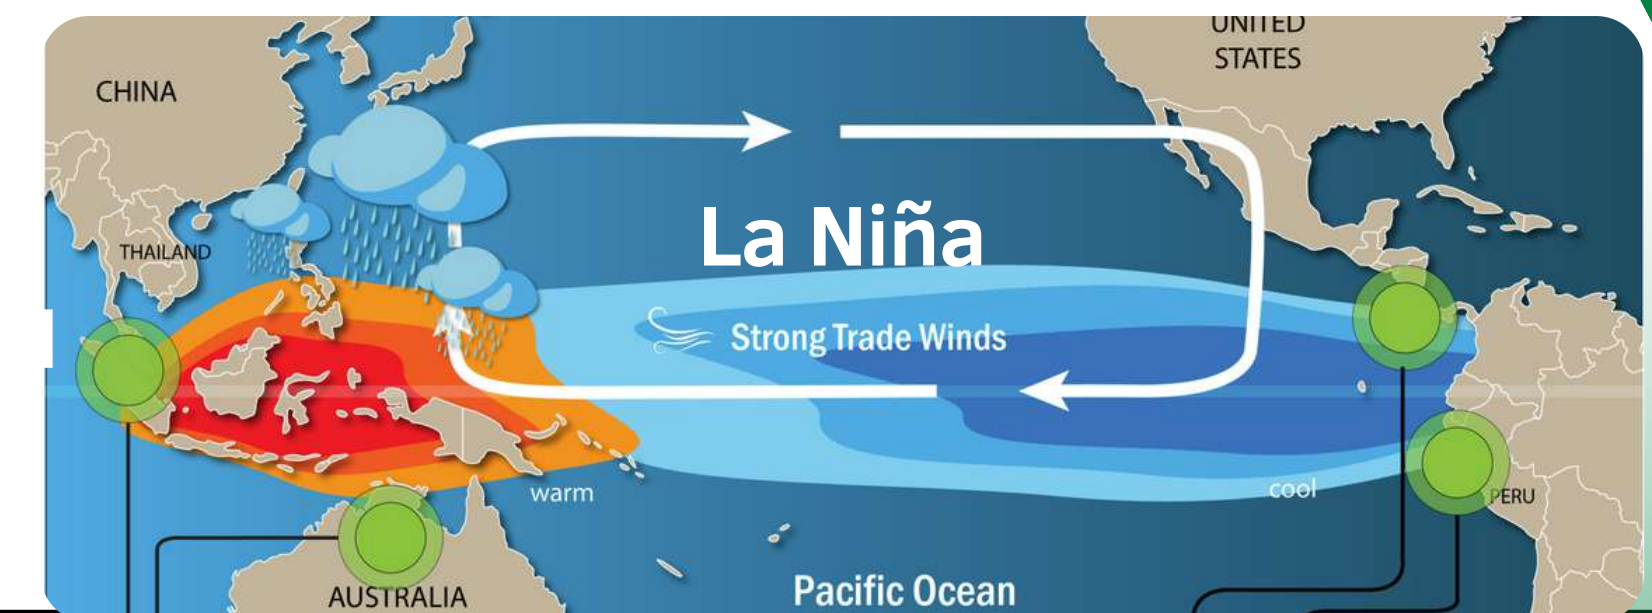 UNITED
STATES
CHINA
La Niña
THAILAND
Strong Trade Winds
warm
cool
PERU
Pacific Ocean
AUSTRALIA